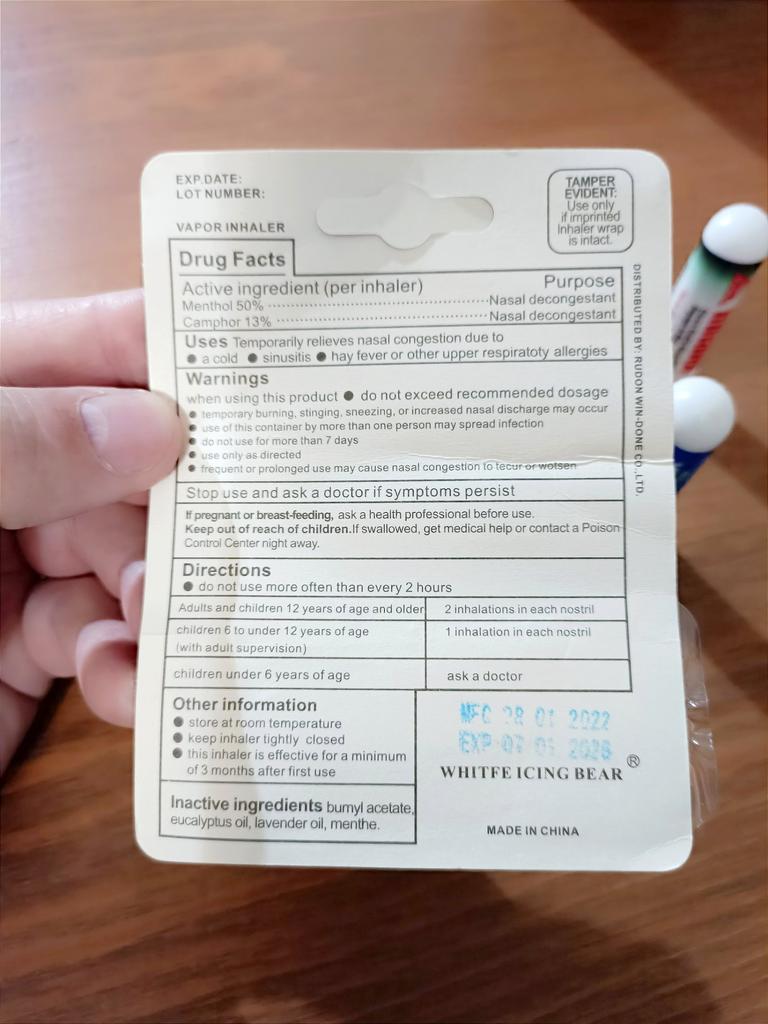 EXP.DATE:
LOT NUMBER:
VAPOR INHALER
TAMPER
EVIDENT:
Use only
if imprinted
Inhaler wrap
is intact.
Drug Facts
Active ingredient (per inhaler) Purpose
Menthol 50% ........................ Nasal decongestant
Camphor 13% ........................ Nasal decongestant
Uses Temporarily relieves nasal congestion due to
● a cold ● sinusitis ● hay fever or other upper respiratoty allergies
Warnings
when using this product ● do not exceed recommended dosage
● temporary burning, stinging, sneezing, or increased nasal discharge may occur
● use of this container by more than one person may spread infection
● do not use for more than 7 days
● use only as directed
● frequent or prolonged use may cause nasal congestion to tecur or wotsen
Stop use and ask a doctor if symptoms persist
If pregnant or breast-feeding, ask a health professional before use.
Keep out of reach of children.If swallowed, get medical help or contact a Poison
Control Center night away.
Directions
● do not use more often than every 2 hours
Adults and children 12 years of age and older 2 inhalations in each nostril
children 6 to under 12 years of age 1 inhalation in each nostril
(with adult supervision)
children under 6 years of age ask a doctor
Other information
● store at room temperature
● keep inhaler tightly closed
● this inhaler is effective for a minimum
of 3 months after first use
Inactive ingredients bumyl acetate,
eucalyptus oil, lavender oil, menthe.
MFG 28 01 2022
EXP 07 01
WHITFE ICING BEAR®
MADE IN CHINA
DISTRIBUTED BY: RUDON WIN-DONE CO.,LTD.